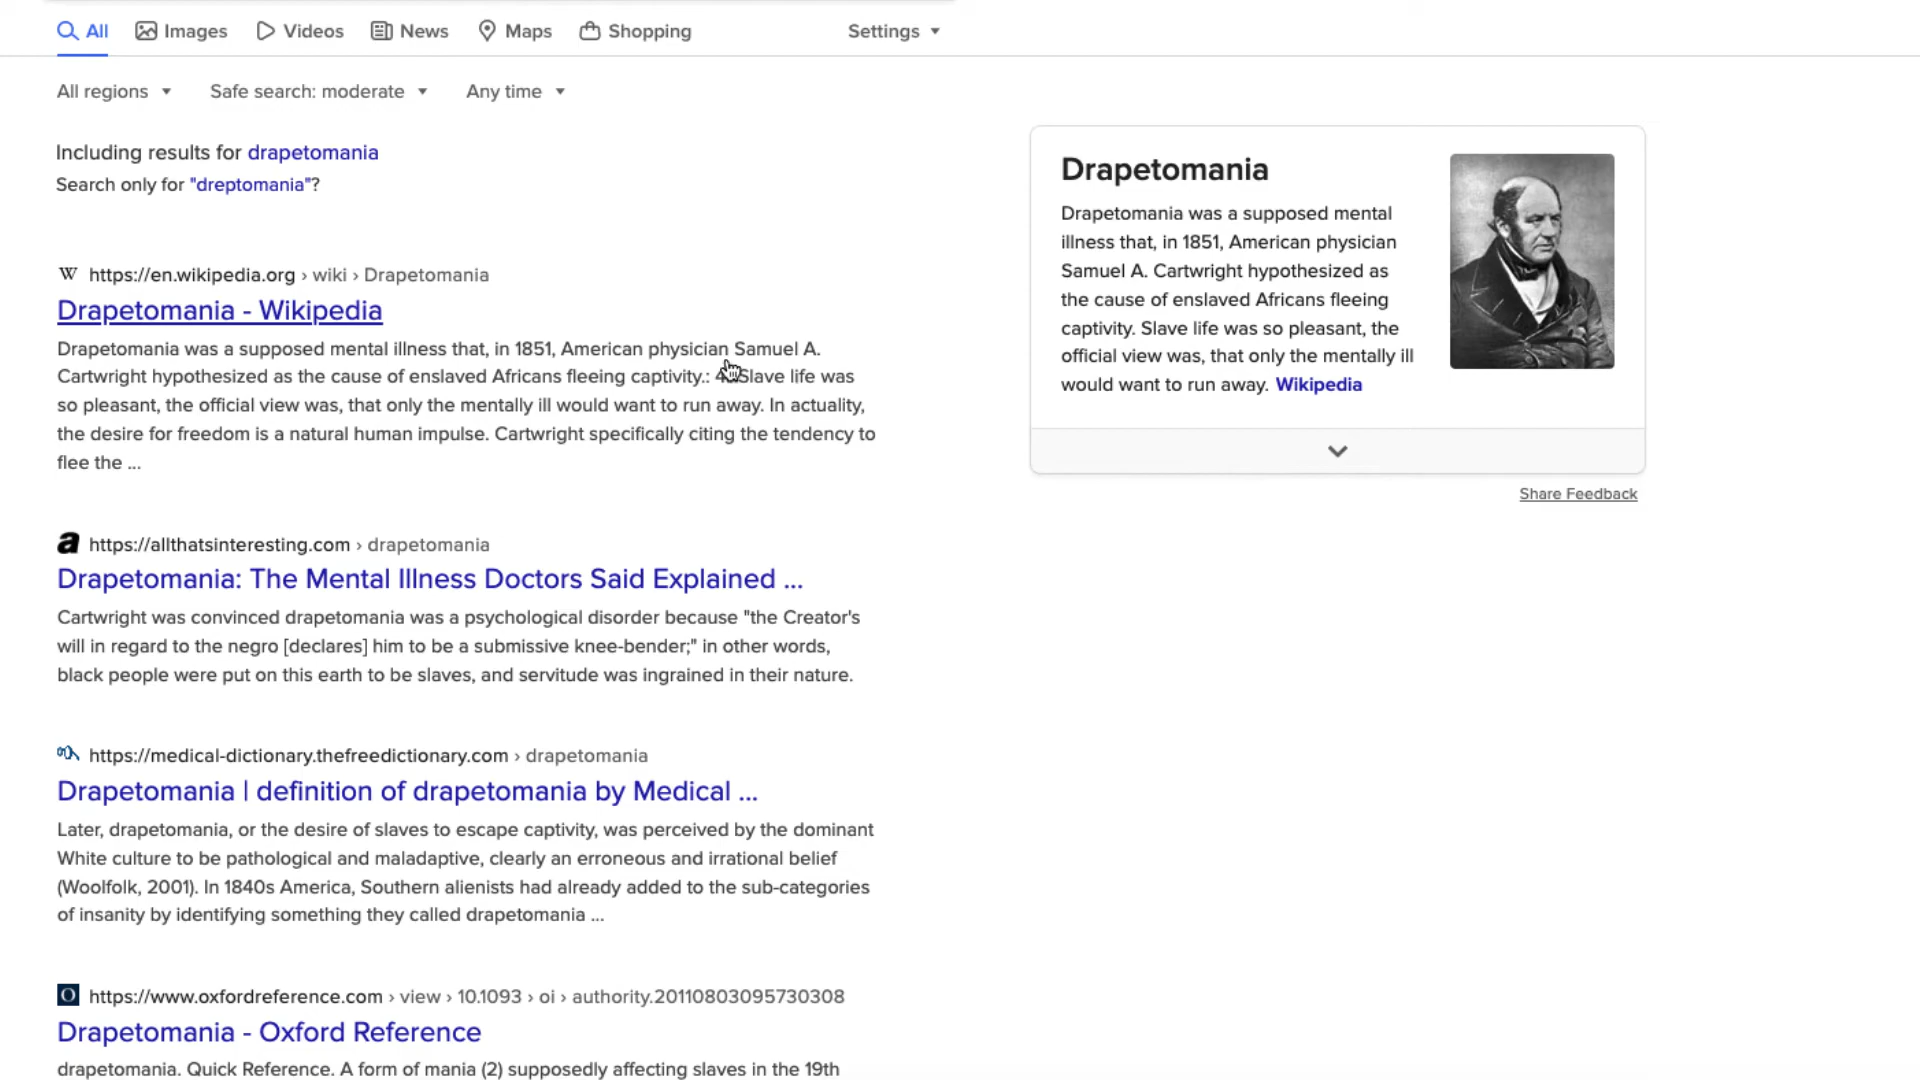 All Images Videos News Maps Shopping Settings
All regions Safe search: moderate Any time
Including results for drapetomania
Search only for "dreptomania"?
W https://en.wikipedia.org › wiki › Drapetomania
Drapetomania - Wikipedia
Drapetomania was a supposed mental illness that, in 1851, American physician Samuel A.
Cartwright hypothesized as the cause of enslaved Africans fleeing captivity.: Slave life was
so pleasant, the official view was, that only the mentally ill would want to run away. In actuality,
the desire for freedom is a natural human impulse. Cartwright specifically citing the tendency to
flee the ...
a https://allthatsinteresting.com › drapetomania
Drapetomania: The Mental Illness Doctors Said Explained ...
Cartwright was convinced drapetomania was a psychological disorder because "the Creator's
will in regard to the negro [declares] him to be a submissive knee-bender;" in other words,
black people were put on this earth to be slaves, and servitude was ingrained in their nature.
https://medical-dictionary.thefreedictionary.com › drapetomania
Drapetomania | definition of drapetomania by Medical ...
Later, drapetomania, or the desire of slaves to escape captivity, was perceived by the dominant
White culture to be pathological and maladaptive, clearly an erroneous and irrational belief
(Woolfolk, 2001). In 1840s America, Southern alienists had already added to the sub-categories
of insanity by identifying something they called drapetomania ...
O https://www.oxfordreference.com › view › 10.1093 › oi › authority.20110803095730308
Drapetomania - Oxford Reference
drapetomania. Quick Reference. A form of mania (2) supposedly affecting slaves in the 19th
Drapetomania
Drapetomania was a supposed mental
illness that, in 1851, American physician
Samuel A. Cartwright hypothesized as
the cause of enslaved Africans fleeing
captivity. Slave life was so pleasant, the
official view was, that only the mentally ill
would want to run away. Wikipedia
Share Feedback